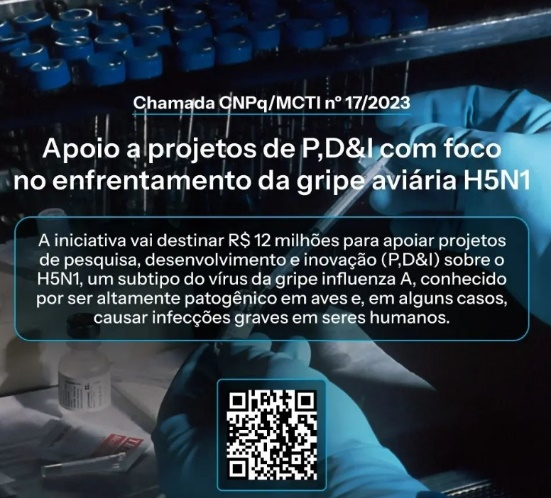 Chamada CNPq/MCTI nº 17/2023
Apoio a projetos de P,D&I com foco
no enfrentamento da gripe aviária H5N1
A iniciativa vai destinar R$ 12 milhões para apoiar projetos
de pesquisa, desenvolvimento e inovação (P,D&I) sobre o
H5N1, um subtipo do vírus da gripe influenza A, conhecido
por ser altamente patogênico em aves e, em alguns casos,
causar infecções graves em seres humanos.